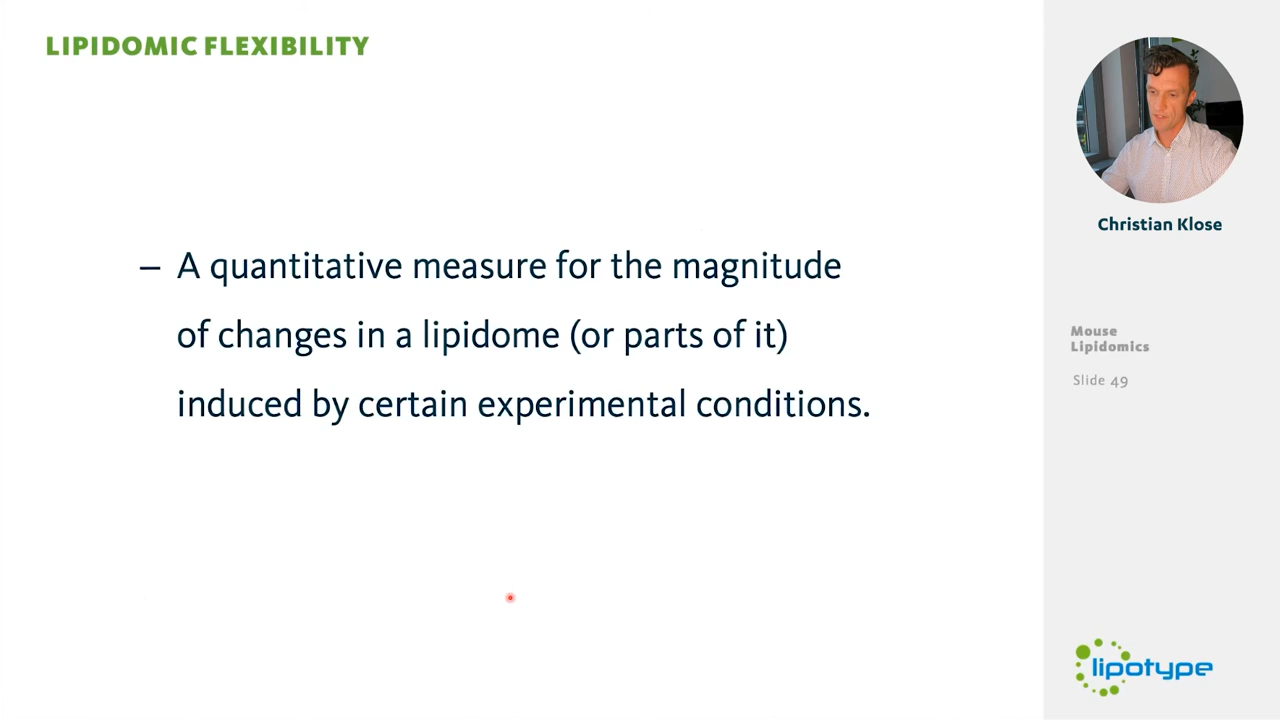 LIPIDOMIC FLEXIBILITY
– A quantitative measure for the magnitude
of changes in a lipidome (or parts of it)
induced by certain experimental conditions.
Christian Klose
Mouse
Lipidomics
Slide 49
lipotype